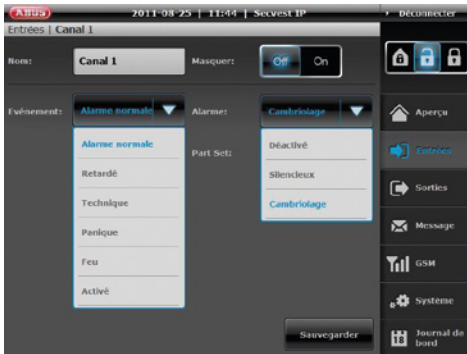 ABUS 2011-08-25 | 11:44 | Secvest IP Déconnecter
Entrées | Canal 1
Nom: Canal 1 Masquer: Off On
Evénement: Alarme normale Alarme: Cambriolage
Aperçu
Alarme normale
Déactivé
Part Set:
Entrées
Retardé
Silencieux
Sorties
Technique
Cambriolage
Message
Panique
GSM
Feu
Système
Activé
Sauvegarder
18 Journal de bord